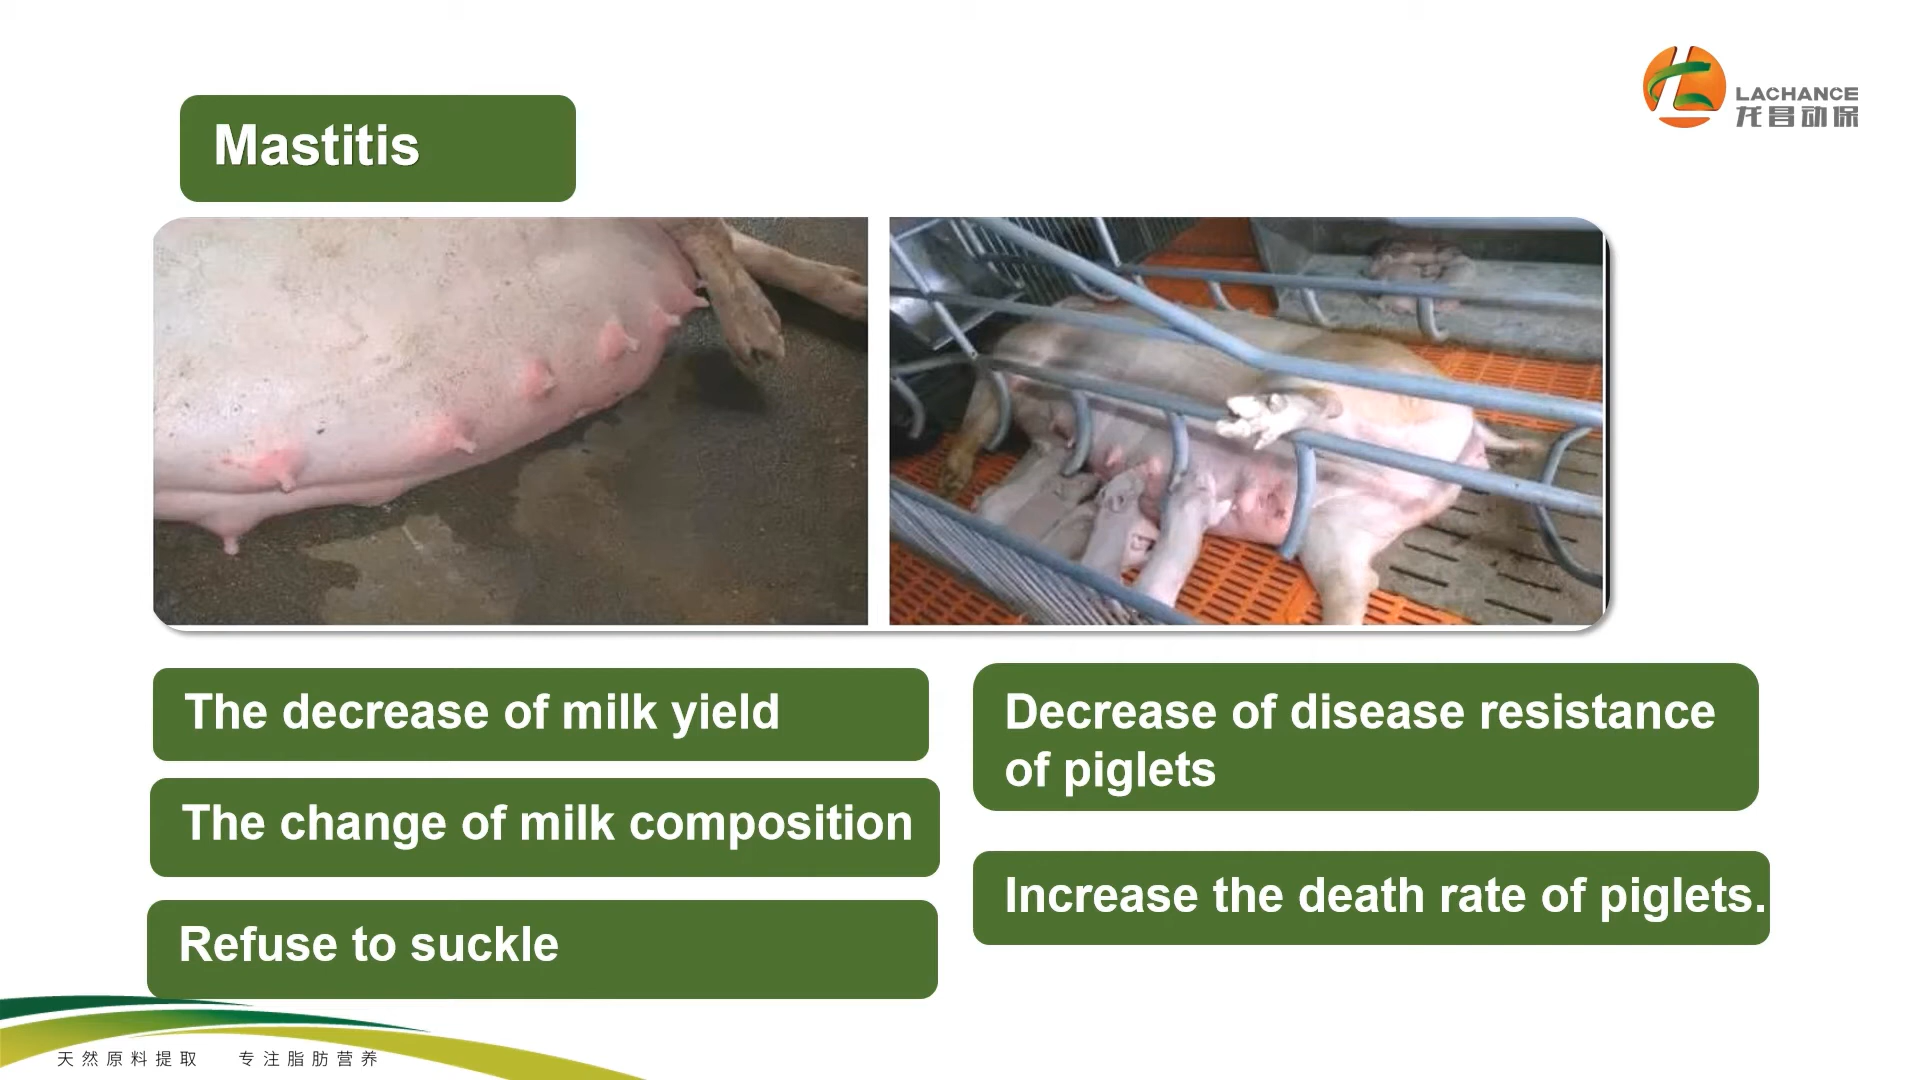 LACHANCE
龙昌动保
Mastitis
The decrease of milk yield
The change of milk composition
Refuse to suckle
Decrease of disease resistance
of piglets
Increase the death rate of piglets.
天然原料提取 专注脂肪营养